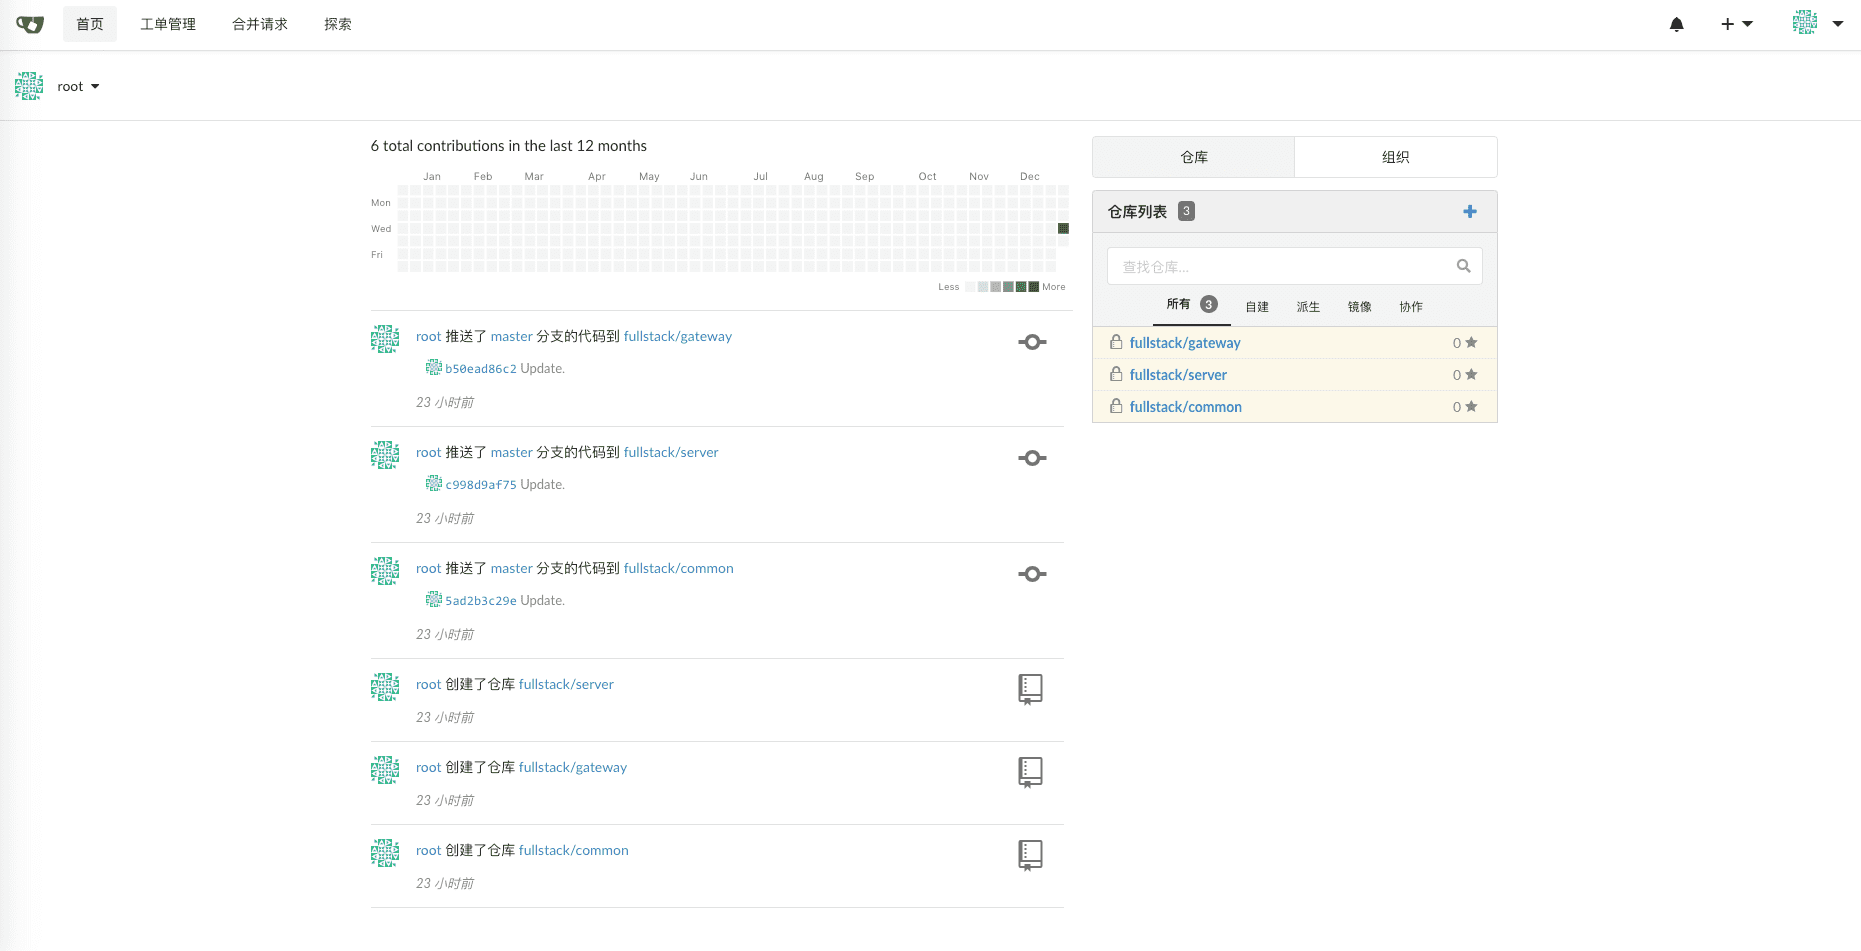 首页 工单管理 合并请求 探索
root
6 total contributions in the last 12 months
Jan Feb Mar Apr May Jun Jul Aug Sep Oct Nov Dec
Mon
Wed
Fri
Less More
root 推送了 master 分支的代码到 fullstack/gateway
b50ead86c2 Update.
23 小时前
root 推送了 master 分支的代码到 fullstack/server
c998d9af75 Update.
23 小时前
root 推送了 master 分支的代码到 fullstack/common
5ad2b3c29e Update.
23 小时前
root 创建了仓库 fullstack/server
23 小时前
root 创建了仓库 fullstack/gateway
23 小时前
root 创建了仓库 fullstack/common
23 小时前
仓库 组织
仓库列表 3
查找仓库...
所有 3 自建 派生 镜像 协作
fullstack/gateway 0
fullstack/server 0
fullstack/common 0